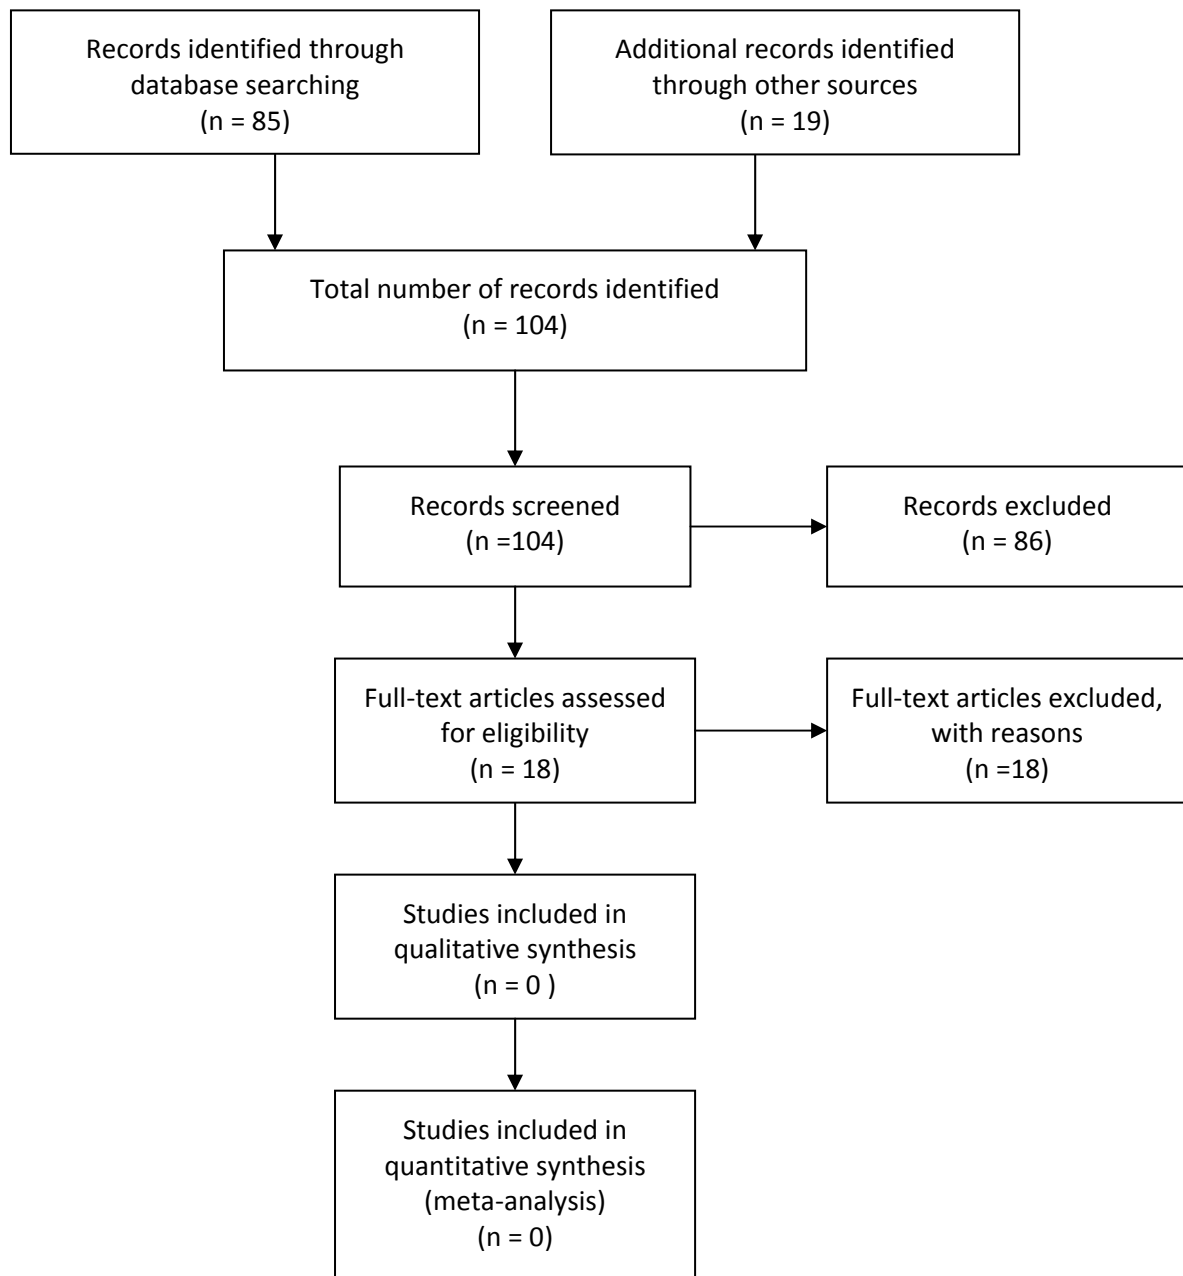 Records identified through
database searching
(n = 85)
Additional records identified
through other sources
(n = 19)
Total number of records identified
(n = 104)
Records screened
(n =104)
Records excluded
(n = 86)
Full-text articles assessed
for eligibility
(n = 18)
Full-text articles excluded,
with reasons
(n =18)
Studies included in
qualitative synthesis
(n = 0 )
Studies included in
quantitative synthesis
(meta-analysis)
(n = 0)